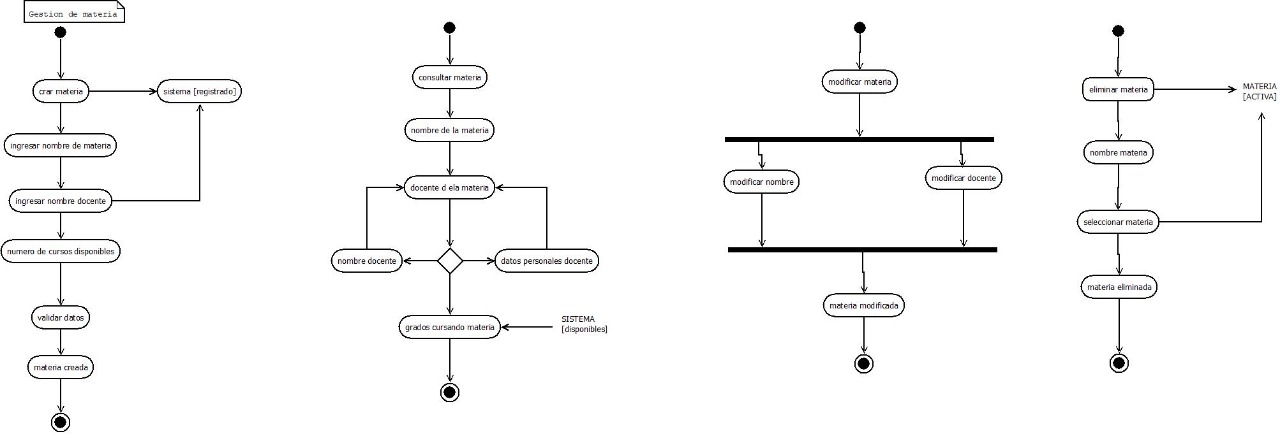 Gestion de materia
crar materia
sistema [registrado]
ingresar nombre de materia
ingresar nombre docente
numero de cursos disponibles
validar datos
materia creada
consultar materia
nombre de la materia
docente d ela materia
nombre docente
datos personales docente
grados cursando materia
SISTEMA
[disponibles]
modificar materia
modificar nombre
modificar docente
materia modificada
eliminar materia
MATERIA
[ACTIVA]
nombre materia
seleccionar materia
materia eliminada